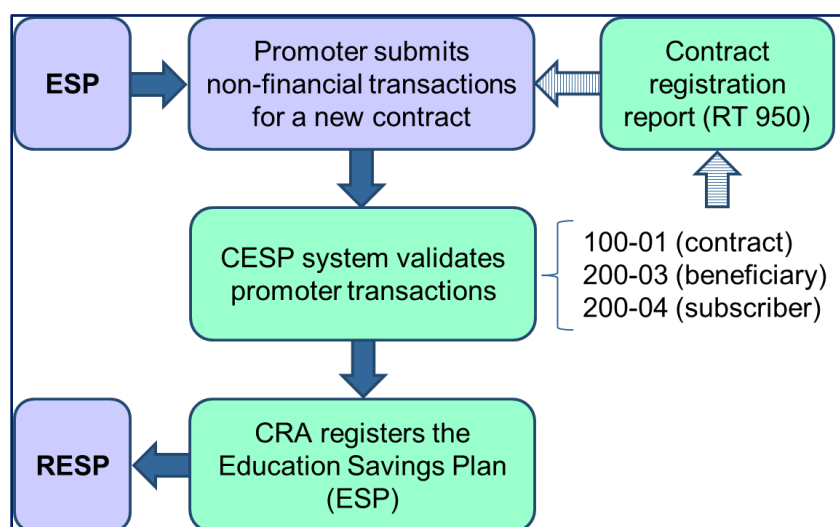 ESP
Promoter submits
non-financial transactions
for a new contract
Contract
registration
report (RT 950)
CESP system validates
promoter transactions
100-01 (contract)
200-03 (beneficiary)
200-04 (subscriber)
RESP
CRA registers the
Education Savings Plan
(ESP)